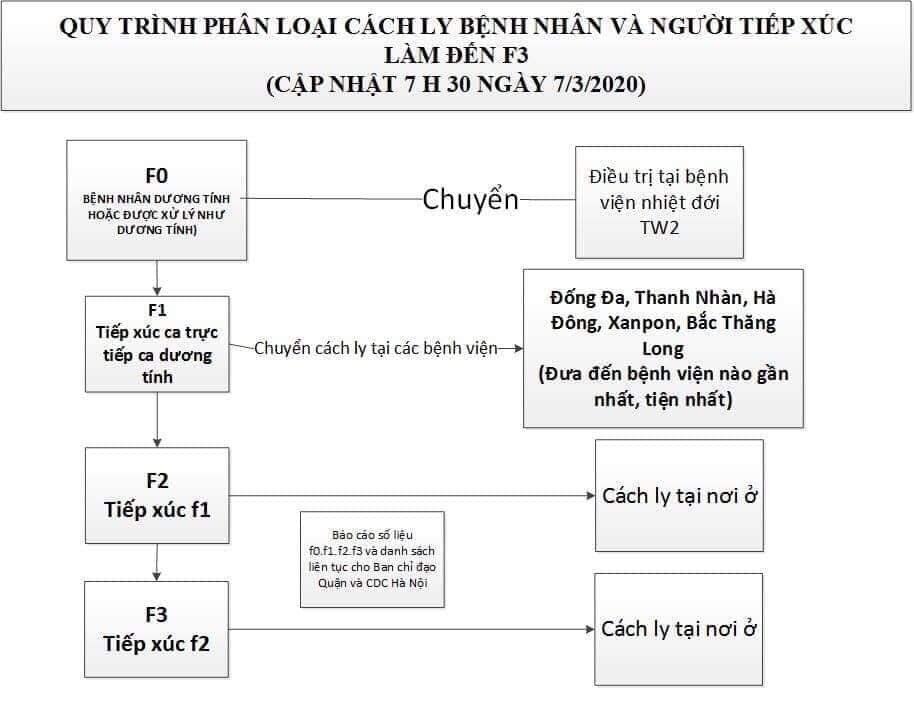 QUY TRÌNH PHÂN LOẠI CÁCH LY BỆNH NHÂN VÀ NGƯỜI TIẾP XÚC
LÀM ĐẾN F3
(CẬP NHẬT 7 H 30 NGÀY 7/3/2020)
F0
BỆNH NHÂN DƯƠNG TÍNH
HOẶC ĐƯỢC XỬ LÝ NHƯ
DƯƠNG TÍNH)
Chuyển
Điều trị tại bệnh
viện nhiệt đới
TW2
F1
Tiếp xúc ca trực
tiếp ca dương
tính
Chuyển cách ly tại các bệnh viện
Đống Đa, Thanh Nhàn, Hà
Đông, Xanpon, Bắc Thăng
Long
(Đưa đến bệnh viện nào gần
nhất, tiện nhất)
F2
Tiếp xúc f1
Cách ly tại nơi ở
Báo cáo số liệu
f0.f1.f2.f3 và danh sách
liên tục cho Ban chỉ đạo
Quận và CDC Hà Nội
F3
Tiếp xúc f2
Cách ly tại nơi ở